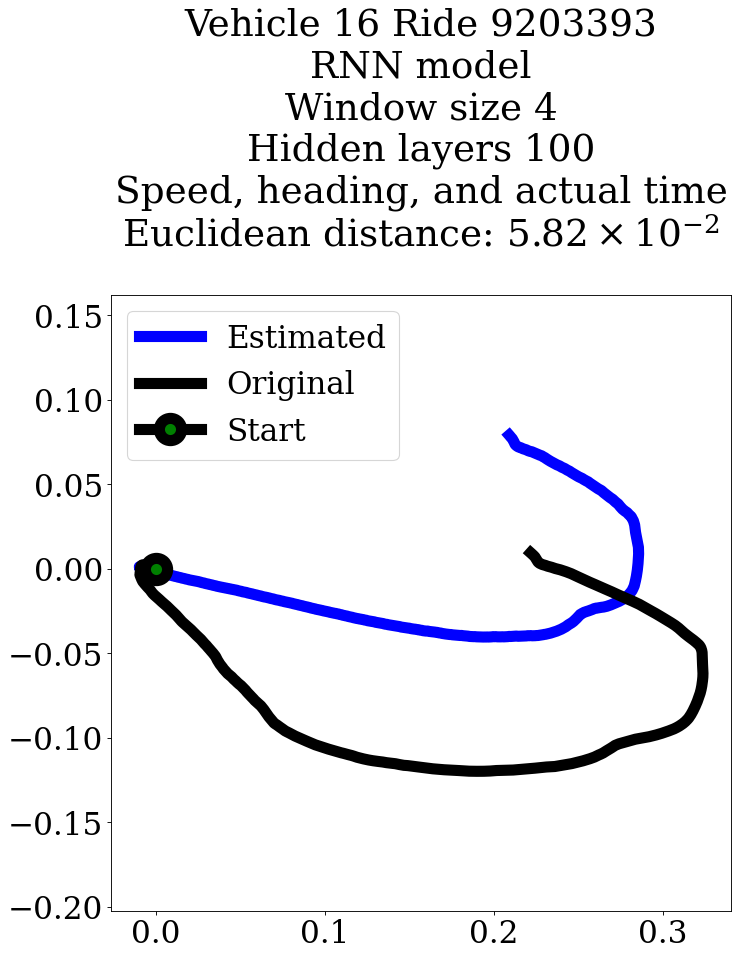 Vehicle 16 Ride 9203393
RNN model
Window size 4
Hidden layers 100
Speed, heading, and actual time
Euclidean distance: 5.82 × 10⁻²
Estimated
Original
Start
0.15
0.10
0.05
0.00
−0.05
−0.10
−0.15
−0.20
0.0 0.1 0.2 0.3